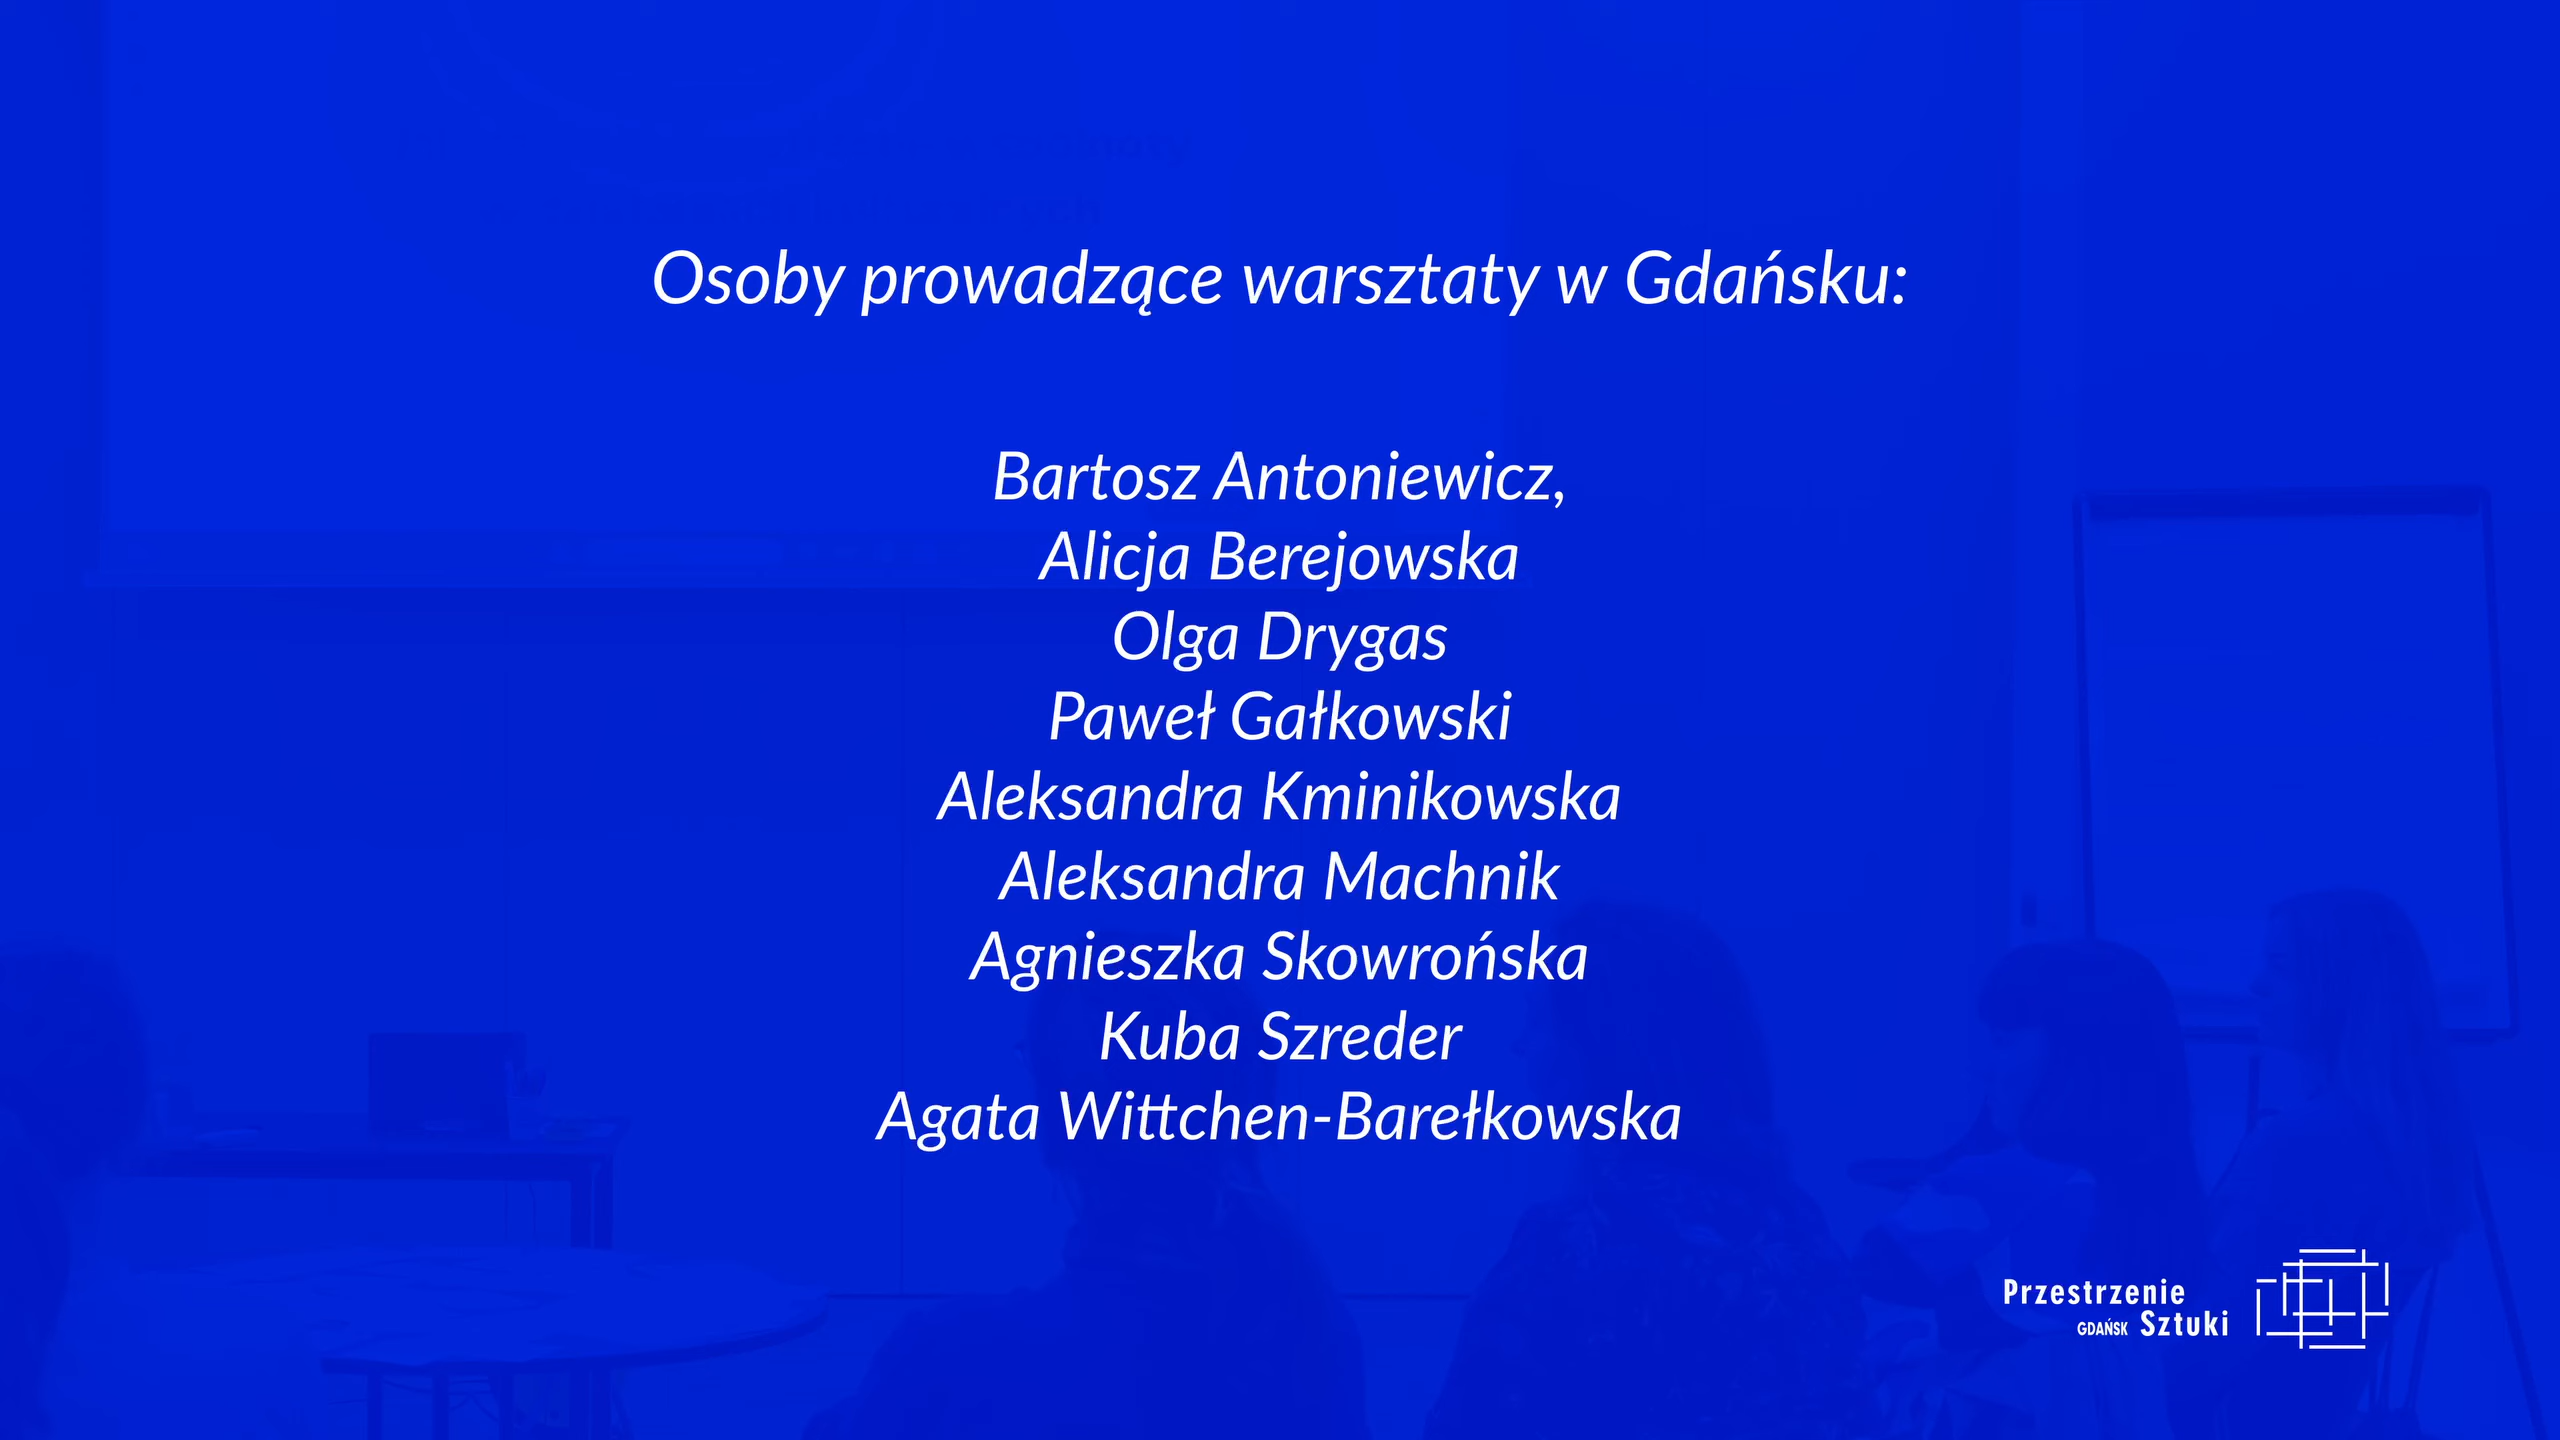 Osoby prowadzące warsztaty w Gdańsku:
Bartosz Antoniewicz,
Alicja Berejowska
Olga Drygas
Paweł Gałkowski
Aleksandra Kminikowska
Aleksandra Machnik
Agnieszka Skowrońska
Kuba Szreder
Agata Wittchen-Barełkowska
Przestrzenie
GDAŃSK Sztuki